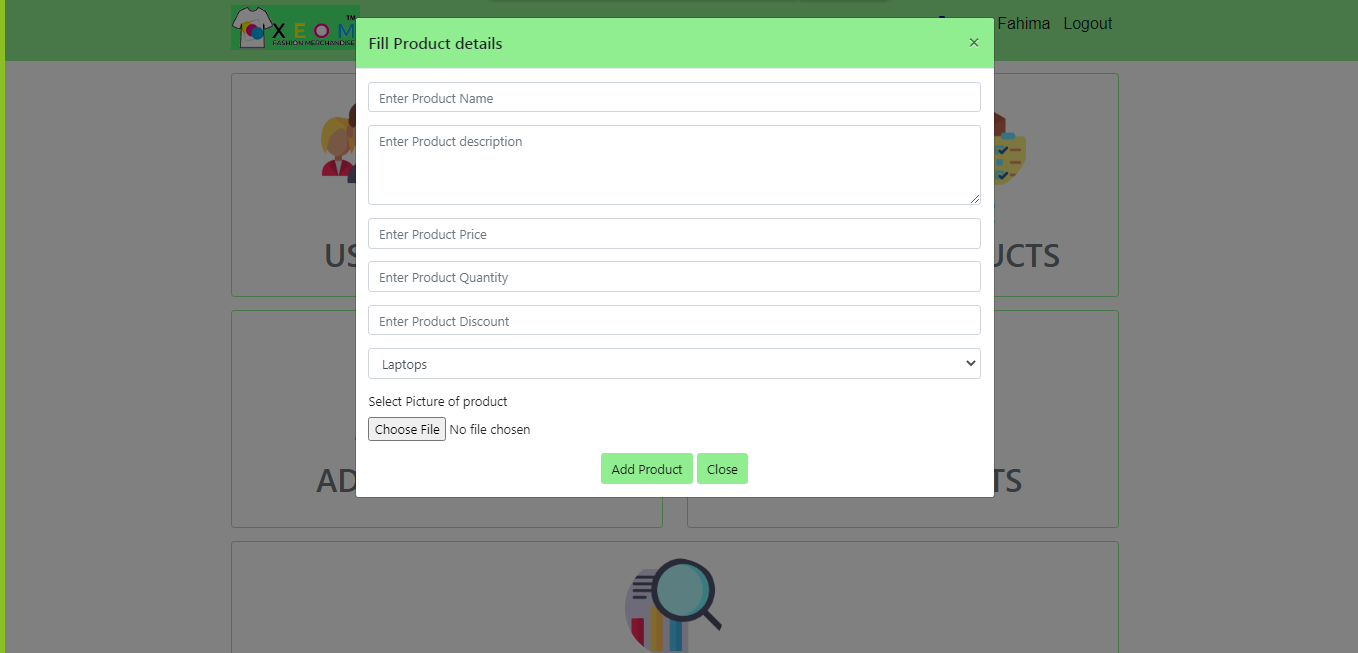 XEOM™
FASHION MERCHANDISE
Fahima Logout
Fill Product details
×
Enter Product Name
Enter Product description
Enter Product Price
Enter Product Quantity
Enter Product Discount
Laptops
Select Picture of product
Choose File No file chosen
Add Product Close
US
UCTS
AD
TS